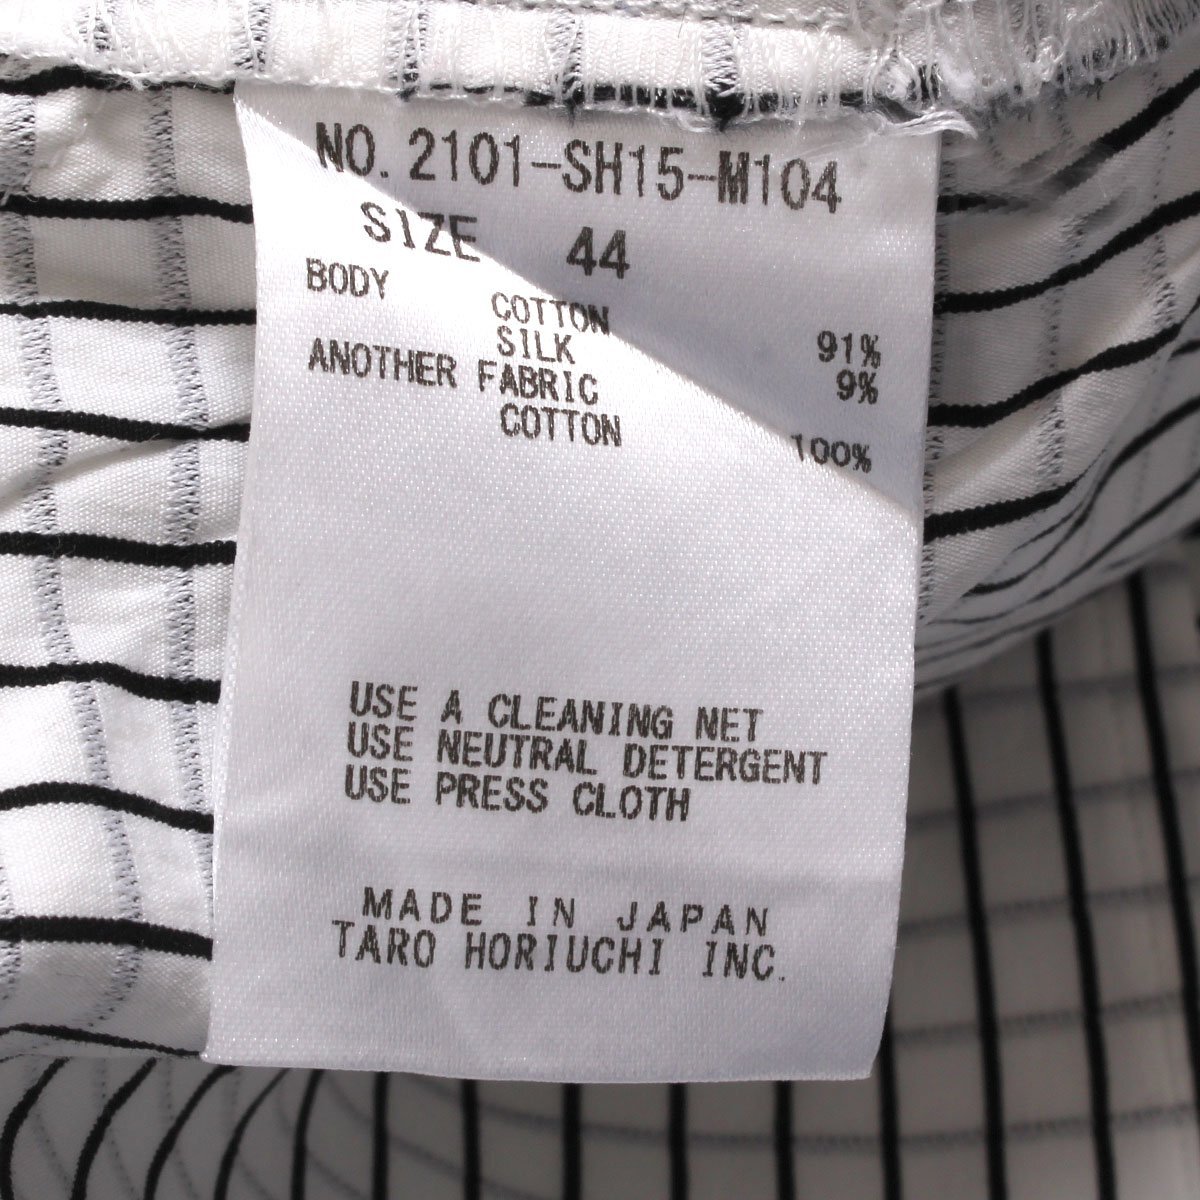 NO. 2101-SH15-M104
SIZE 44
BODY
COTTON 91%
SILK 9%
ANOTHER FABRIC
COTTON 100%
USE A CLEANING NET
USE NEUTRAL DETERGENT
USE PRESS CLOTH
MADE IN JAPAN
TARO HORIUCHI INC.